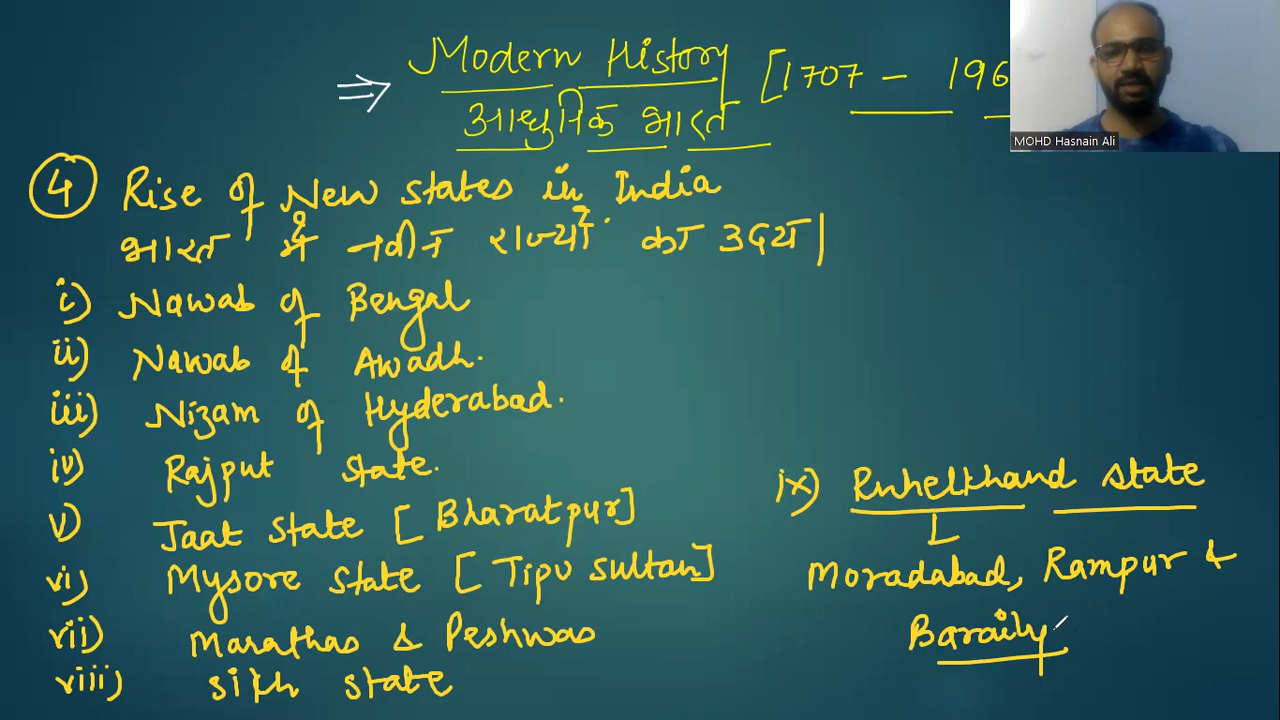 ⇒ Modern History [1707 - 196
आधुनिक भारत
MOHD Hasnain Ali
④ Rise of New states in India
भारत में नवीन राज्यों का उदय।
i) Nawab of Bengal
ii) Nawab of Awadh.
iii) Nizam of Hyderabad.
iv) Rajput state.
v) Jaat state [Bharatpur]
vi) Mysore state [Tipu sultan]
vii) Marathas & Peshwas
viii) sikh state
ix) Ruhelkhand state
Moradabad, Rampur &
Baraily